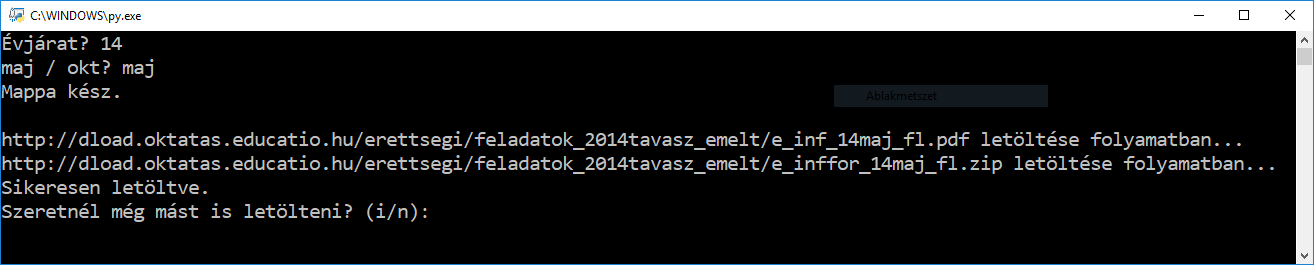 C:\WINDOWS\py.exe
Évjárat? 14
maj / okt? maj
Mappa kész.
Ablakmetszet
http://dload.oktatas.educatio.hu/erettsegi/feladatok_2014tavasz_emelt/e_inf_14maj_fl.pdf letöltése folyamatban...
http://dload.oktatas.educatio.hu/erettsegi/feladatok_2014tavasz_emelt/e_inffor_14maj_fl.zip letöltése folyamatban...
Sikeresen letöltve.
Szeretnél még mást is letölteni? (i/n):